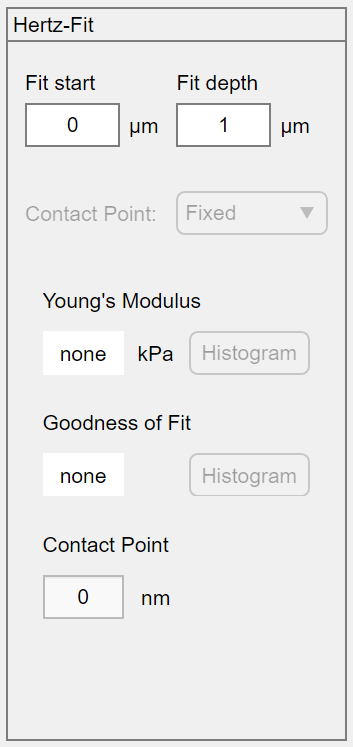 Hertz-Fit
Fit start Fit depth
0 μm 1 μm
Contact Point: Fixed
Young's Modulus
none kPa Histogram
Goodness of Fit
none Histogram
Contact Point
0 nm